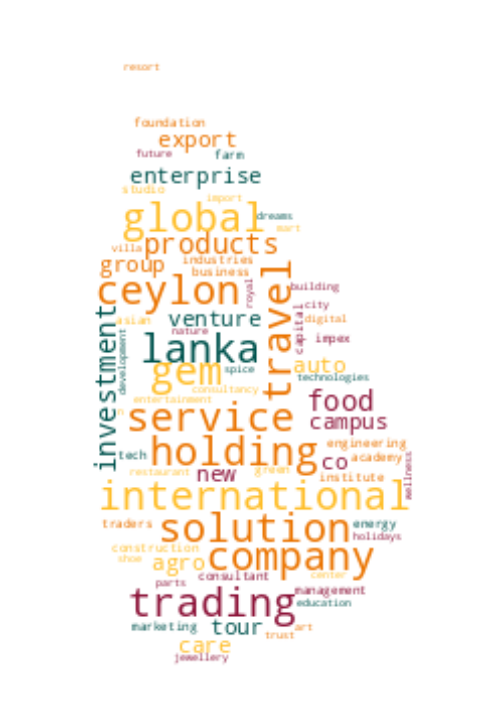 resort
foundation
export
future farm
enterprise
studio
import
global dreams
mart
products
villa
industries
group
business
ceylon travel royal building
investment city
asian venture capital digital
nature
development lanka impex
gem spice auto
technologies
consultancy
entertainment food
service campus
engineering
tech holding co academy
wellness
restaurant new green institute
international
traders solution energy
holidays
construction company
shoe agro
consultant center
parts management
trading education
marketing tour art
trust
care
jewellery